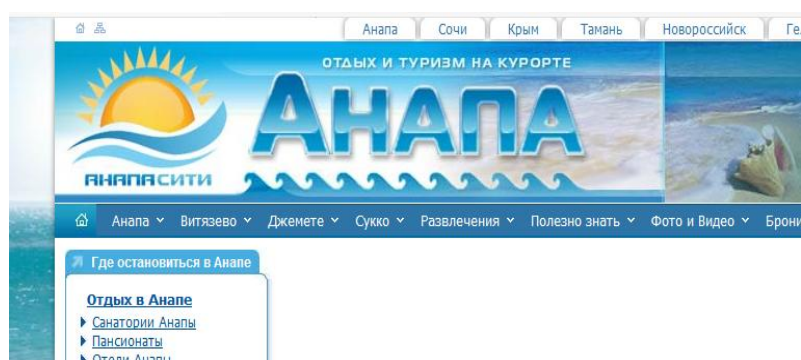 Анапа Сочи Крым Тамань Новороссийск
ОТДЫХ И ТУРИЗМ НА КУРОРТЕ
АНАПА
АНАПАСИТИ
Анапа Витязево Джемете Сукко Развлечения Полезно знать Фото и Видео
Где остановиться в Анапе
Отдых в Анапе
Санатории Анапы
Пансионаты
Отели Анапы